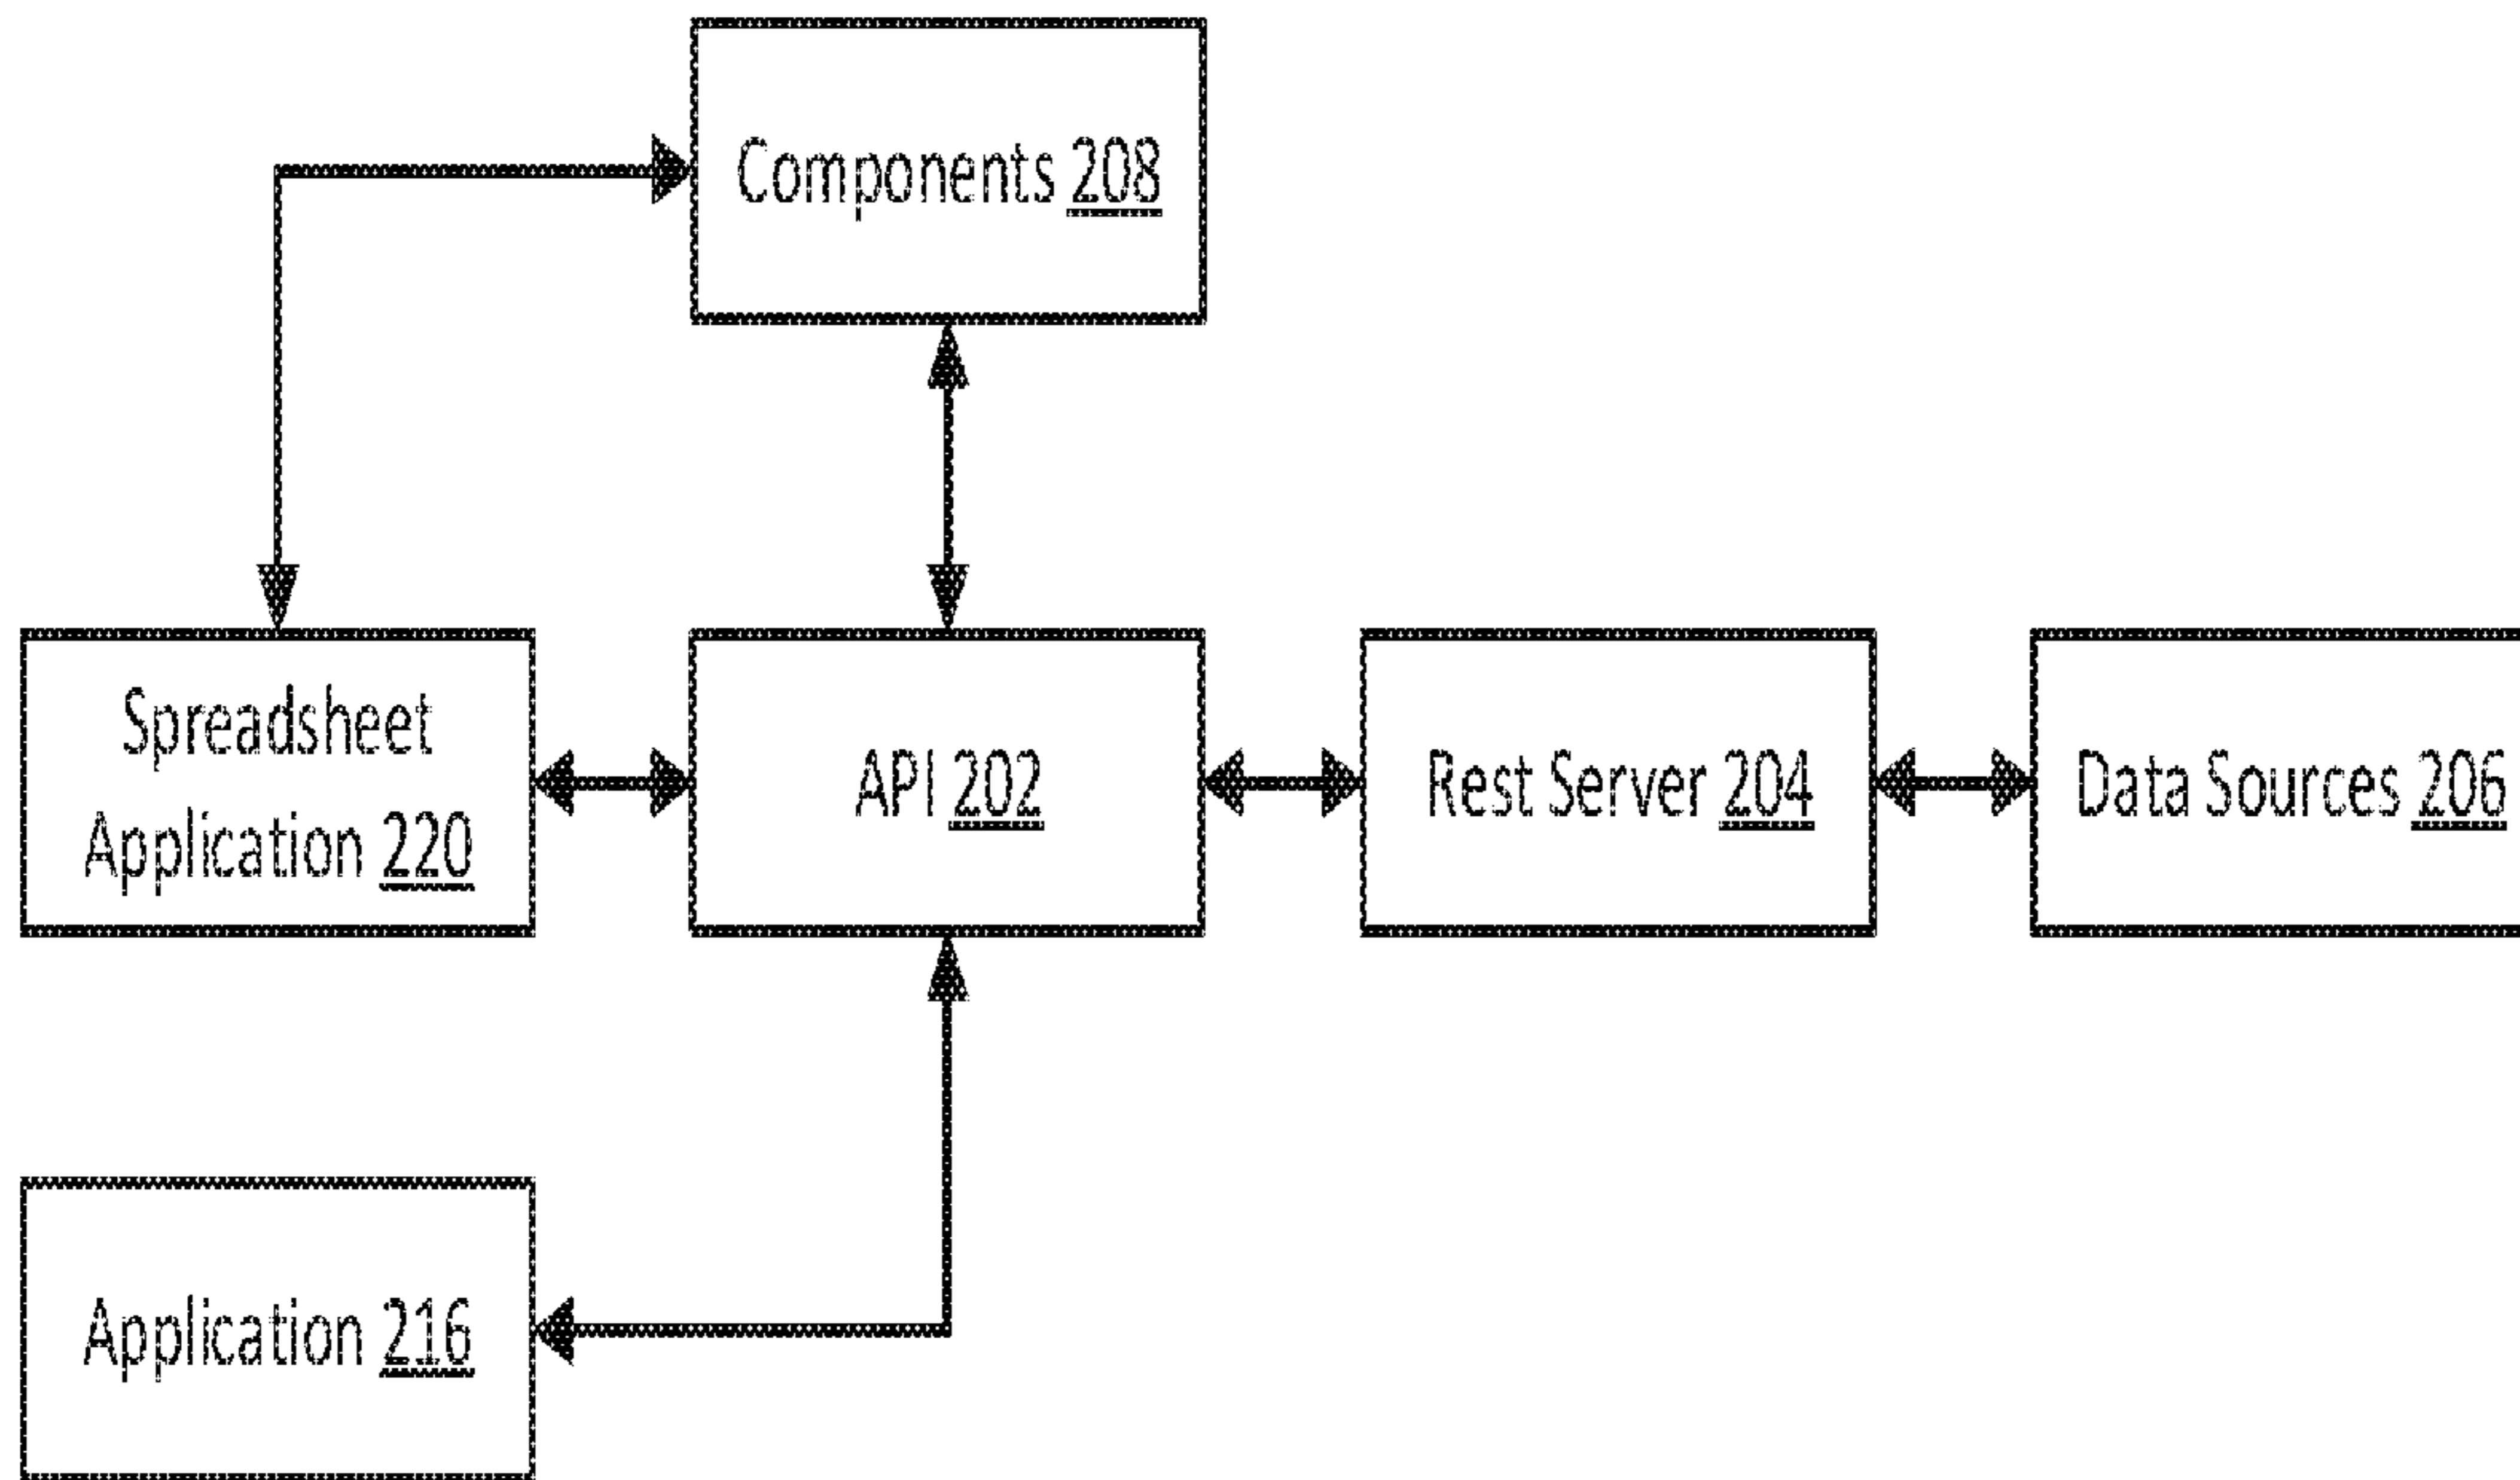 Components 208
Spreadsheet
Application 220
API 202
Rest Server 204
Data Sources 206
Application 216